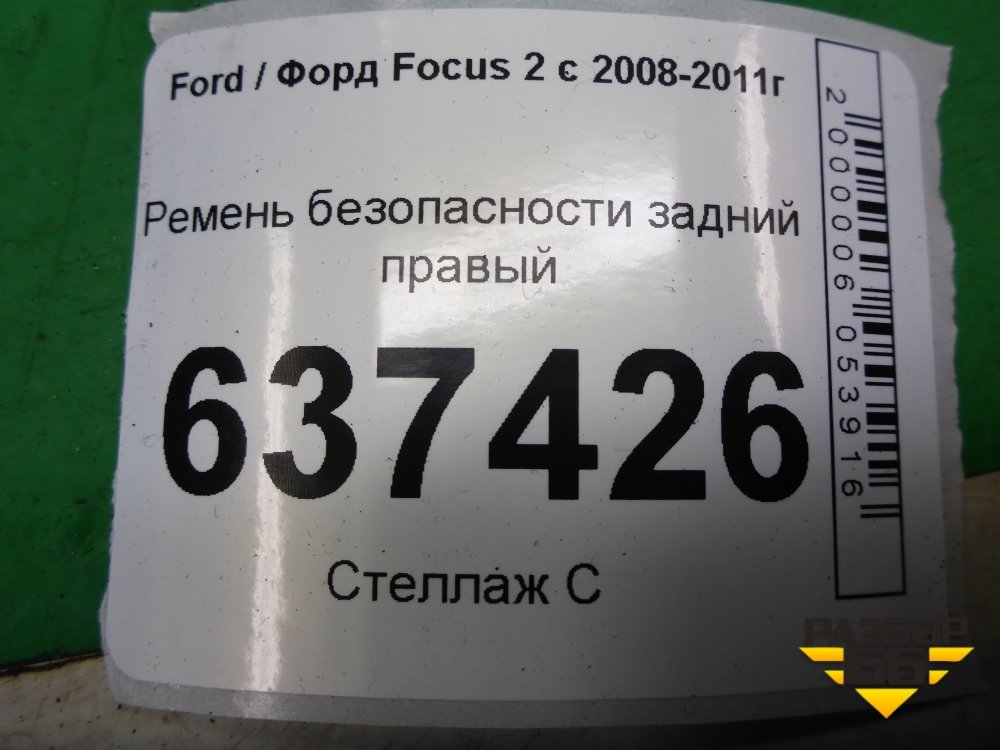 Ford / Форд Focus 2 с 2008-2011г
Ремень безопасности задний
правый
637426
Стеллаж С
2000006053916
РАЗБОР
66